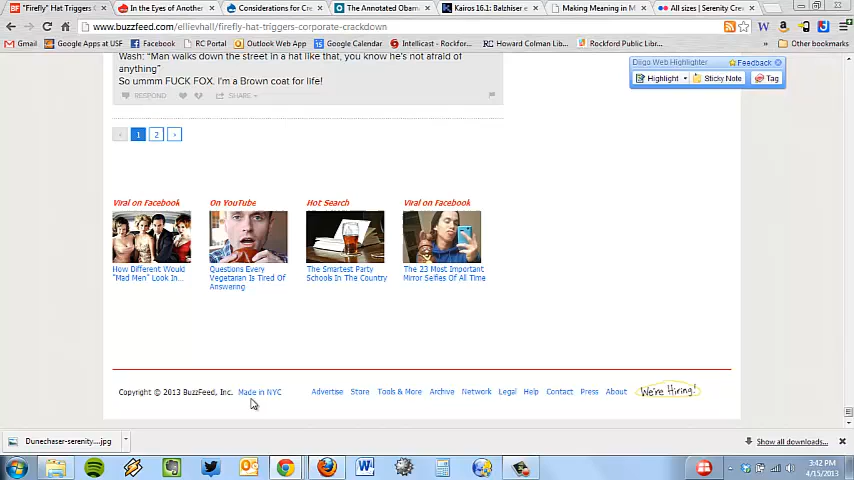 "Firefly" Hat Triggers C
In the Eyes of Another
Considerations for Crea
The Annotated Obam
Kairos 16.1: Balzhiser et
Making Meaning in M
All sizes | Serenity Crew
www.buzzfeed.com/ellievhall/firefly-hat-triggers-corporate-crackdown
Gmail
Google Apps at USF
Facebook
RC Portal
Outlook Web App
Google Calendar
Intellicast - Rockfor...
Howard Colman Libr...
Rockford Public Libr...
Other bookmarks
Wash: "Man walks down the street in a hat like that, you know he's not afraid of
anything"
So ummm FUCK FOX. I'm a Brown coat for life!
RESPOND
SHARE
Diigo Web Highlighter
Feedback
Highlight
Sticky Note
Tag
1
2
Viral on Facebook
On YouTube
Hot Search
Viral on Facebook
How Different Would
"Mad Men" Look In...
Questions Every
Vegetarian Is Tired Of
Answering
The Smartest Party
Schools In The Country
The 23 Most Important
Mirror Selfies Of All Time
Copyright © 2013 BuzzFeed, Inc. Made in NYC
Advertise Store Tools & More Archive Network Legal Help Contact Press About
We're Hiring!
Dunechaser-serenity....jpg
Show all downloads...
3:42 PM
4/15/2013